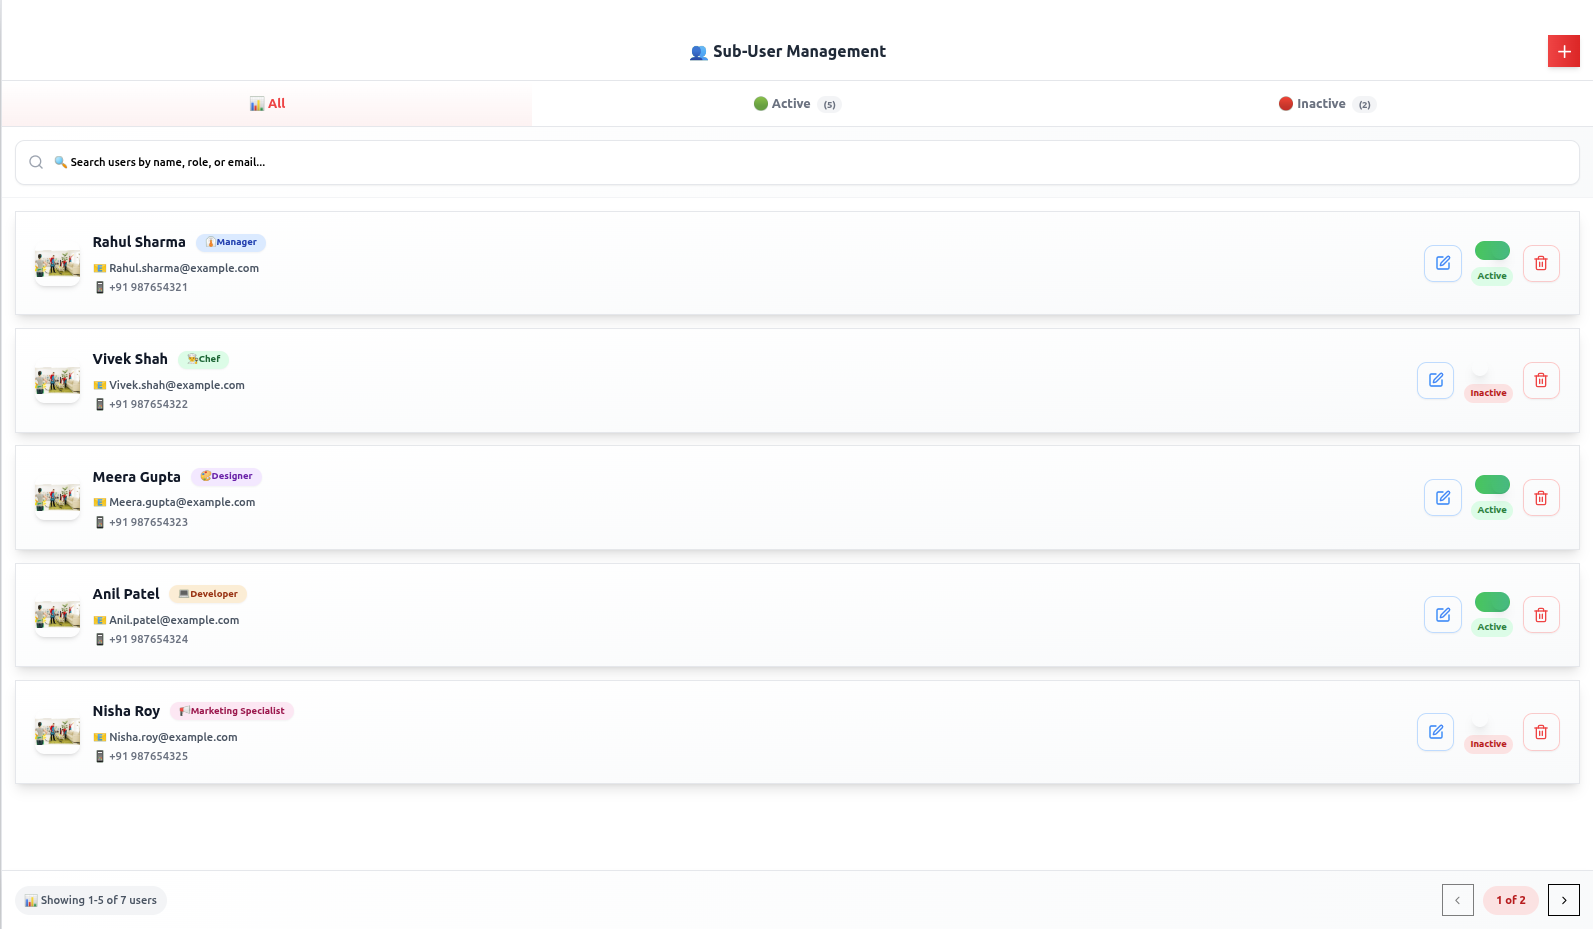 Sub-User Management
All
Active (5)
Inactive (2)
Search users by name, role, or email...
Rahul Sharma Manager
Rahul.sharma@example.com
+91 987654321
Active
Vivek Shah Chef
Vivek.shah@example.com
+91 987654322
Inactive
Meera Gupta Designer
Meera.gupta@example.com
+91 987654323
Active
Anil Patel Developer
Anil.patel@example.com
+91 987654324
Active
Nisha Roy Marketing Specialist
Nisha.roy@example.com
+91 987654325
Inactive
Showing 1-5 of 7 users
1 of 2